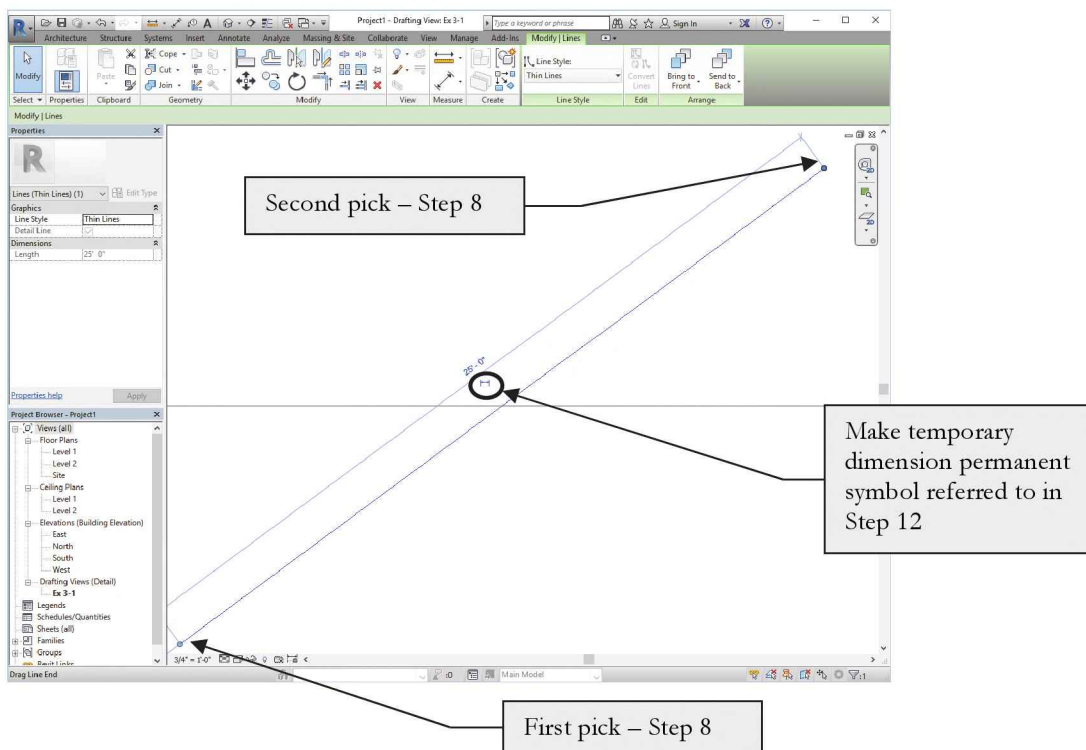 Project1 - Drafting View: Ex 3-1
Type a keyword or phrase
Sign In
Architecture Structure Systems Insert Annotate Analyze Massing & Site Collaborate View Manage Add-Ins Modify | Lines
Modify
Paste
Cope
Cut
Join
Line Style:
Thin Lines
Convert Lines
Bring to Front
Send to Back
Select Properties Clipboard Geometry Modify View Measure Create Line Style Edit Arrange
Modify | Lines
Properties
R
Lines (Thin Lines) (1)
Edit Type
Graphics
Line Style Thin Lines
Detail Line
Dimensions
Length 25' 0"
Properties help
Apply
Project Browser - Project1
Views (all)
Floor Plans
Level 1
Level 2
Site
Ceiling Plans
Level 1
Level 2
Elevations (Building Elevation)
East
North
South
West
Drafting Views (Detail)
Ex 3-1
Legends
Schedules/Quantities
Sheets (all)
Families
Groups
Revit Links
Second pick – Step 8
25' - 0"
Make temporary
dimension permanent
symbol referred to in
Step 12
3/4" = 1'-0"
Drag Line End
:0
Main Model
:1
First pick – Step 8